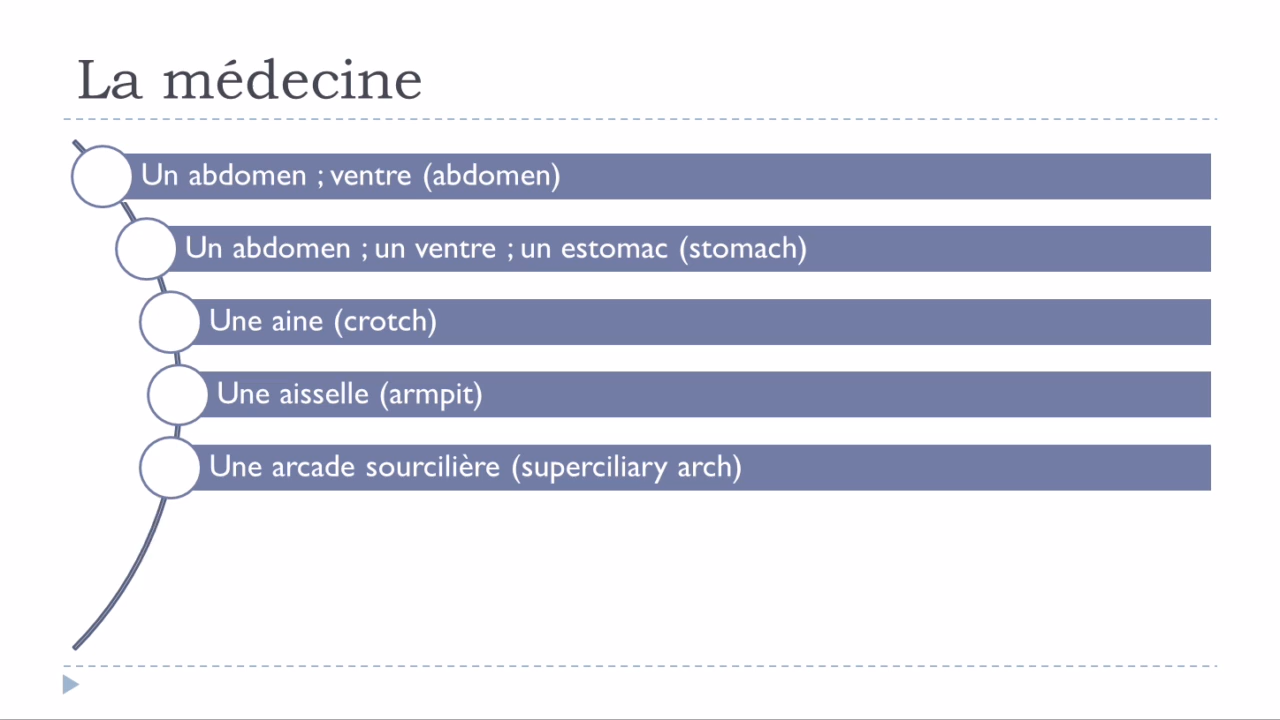 La médecine
Un abdomen ; ventre (abdomen)
Un abdomen ; un ventre ; un estomac (stomach)
Une aine (crotch)
Une aisselle (armpit)
Une arcade sourcilière (superciliary arch)